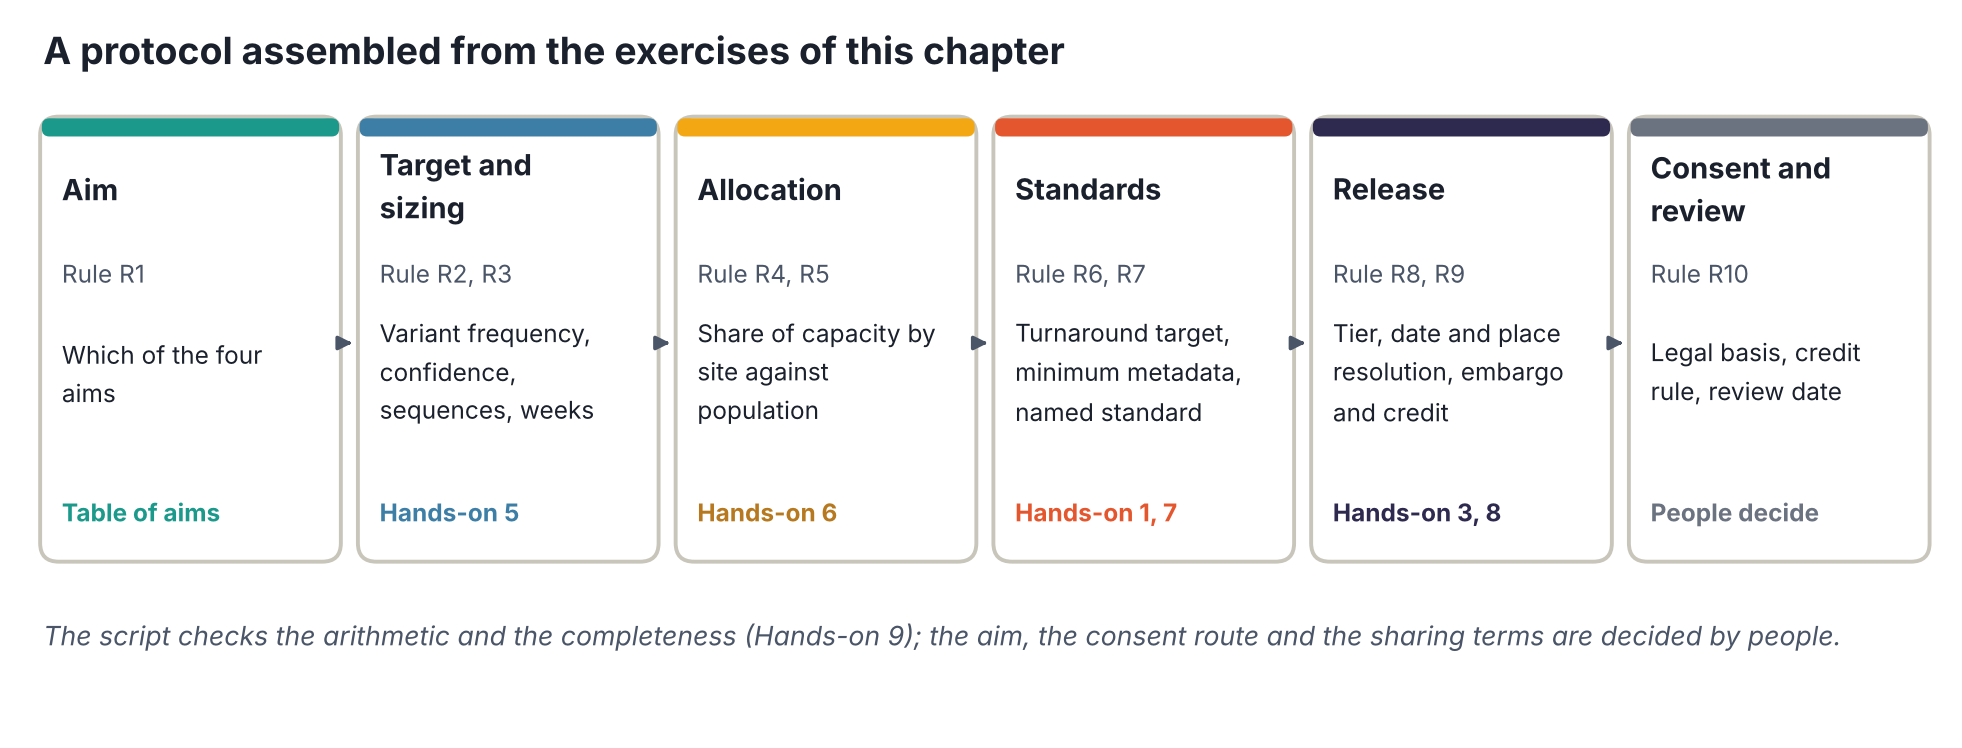 A protocol assembled from the exercises of this chapter
Aim
Rule R1
Which of the four
aims
Table of aims
Target and
sizing
Rule R2, R3
Variant frequency,
confidence,
sequences, weeks
Hands-on 5
Allocation
Rule R4, R5
Share of capacity by
site against
population
Hands-on 6
Standards
Rule R6, R7
Turnaround target,
minimum metadata,
named standard
Hands-on 1, 7
Release
Rule R8, R9
Tier, date and place
resolution, embargo
and credit
Hands-on 3, 8
Consent and
review
Rule R10
Legal basis, credit
rule, review date
People decide
The script checks the arithmetic and the completeness (Hands-on 9); the aim, the consent route and the sharing terms are decided by people.